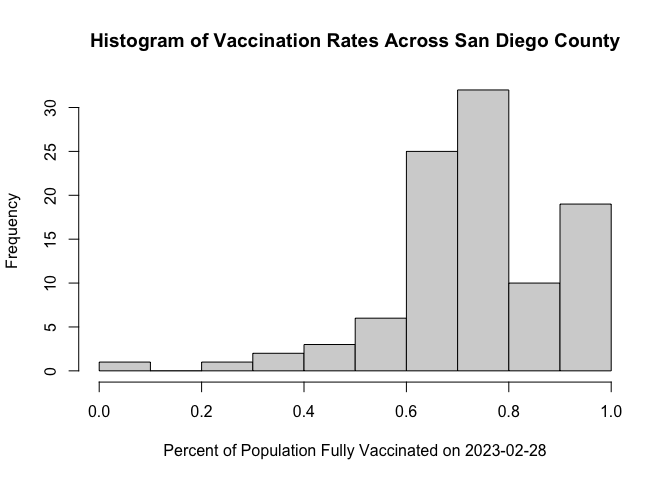 Histogram of Vaccination Rates Across San Diego County
30
25
20
15
10
5
0
Frequency
0.0 0.2 0.4 0.6 0.8 1.0
Percent of Population Fully Vaccinated on 2023-02-28